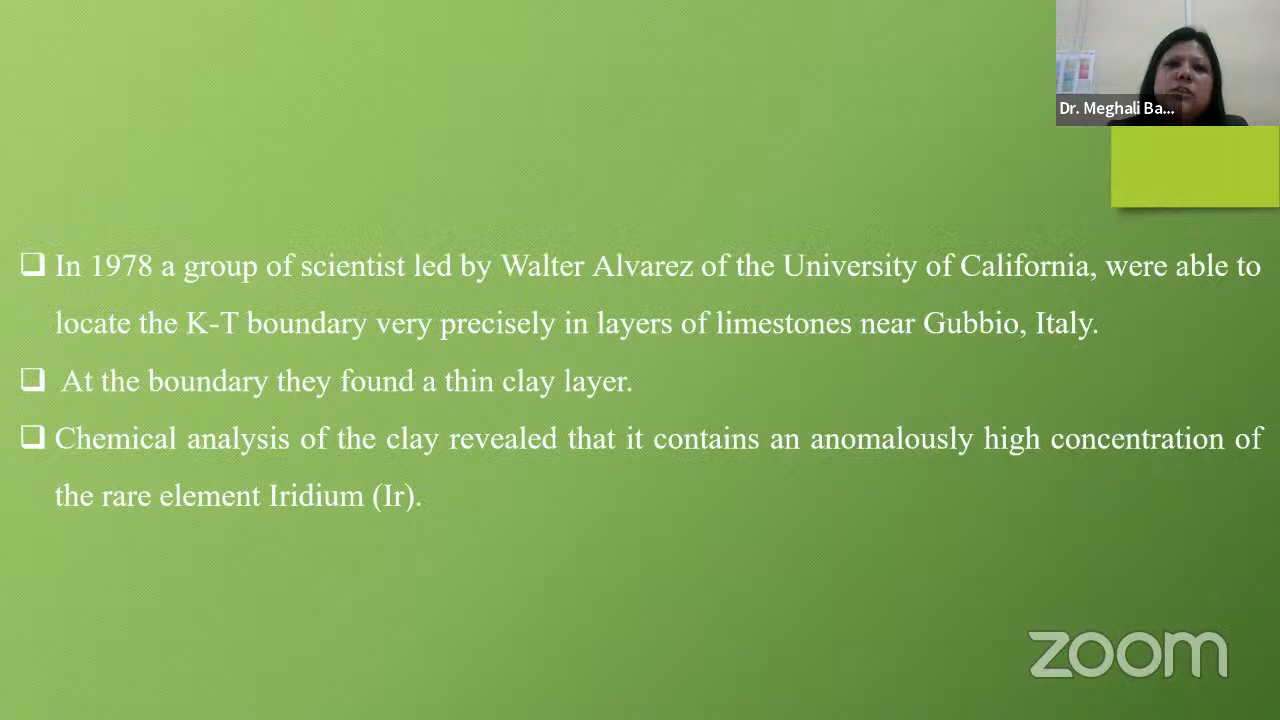 Dr. Meghali Ba...
❑ In 1978 a group of scientist led by Walter Alvarez of the University of California, were able to
locate the K-T boundary very precisely in layers of limestones near Gubbio, Italy.
❑ At the boundary they found a thin clay layer.
❑ Chemical analysis of the clay revealed that it contains an anomalously high concentration of
the rare element Iridium (Ir).
zoom